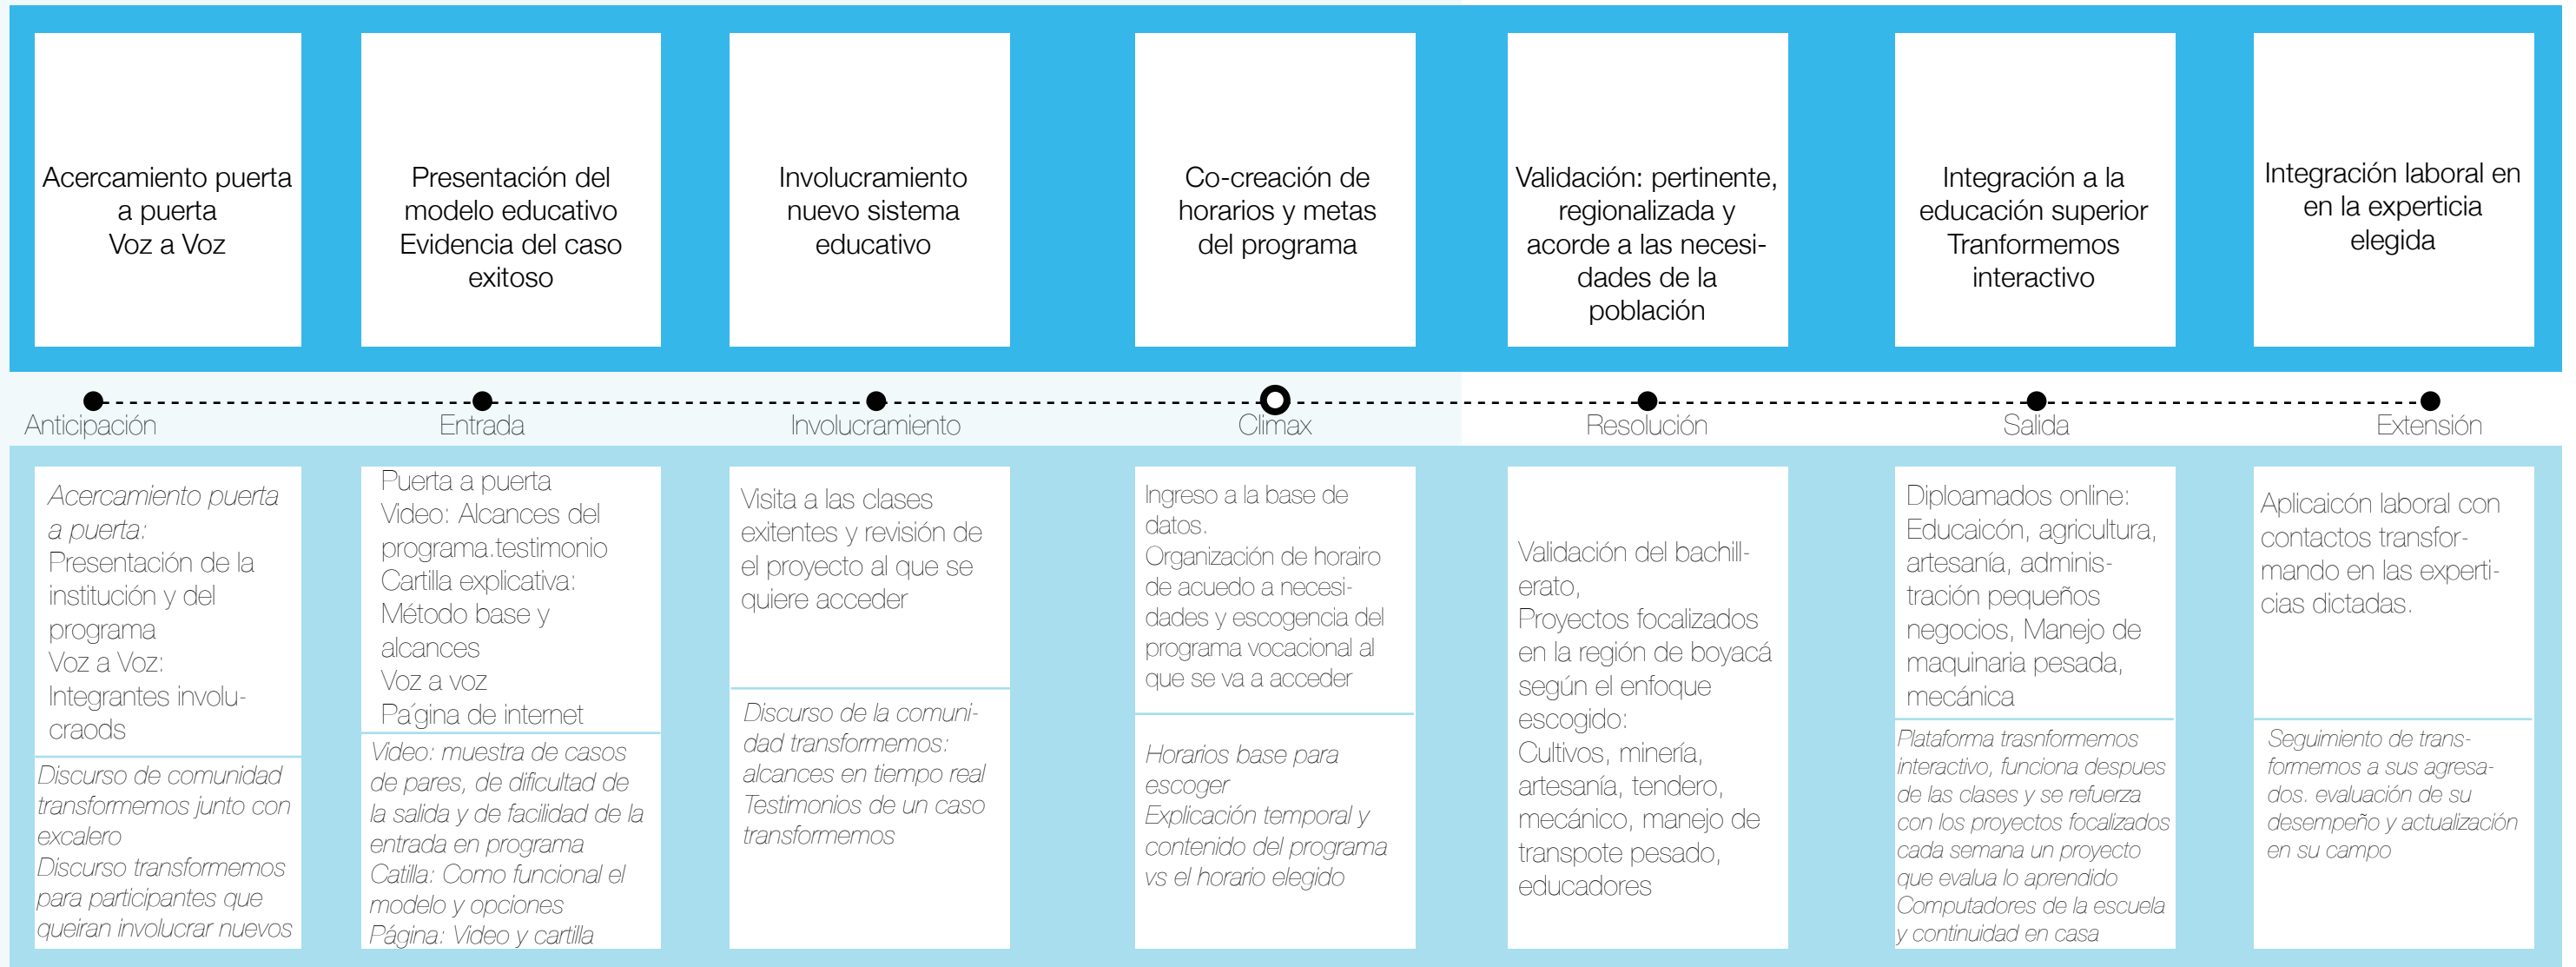 Acercamiento puerta
a puerta
Voz a Voz
Presentación del
modelo educativo
Evidencia del caso
exitoso
Involucramiento
nuevo sistema
educativo
Co-creación de
horarios y metas
del programa
Validación: pertinente,
regionalizada y
acorde a las necesi-
dades de la
población
Integración a la
educación superior
Tranformemos
interactivo
Integración laboral en
en la experticia
elegida
Anticipación
Entrada
Involucramiento
Climax
Resolución
Salida
Extensión
Acercamiento puerta
a puerta:
Presentación de la
institución y del
programa
Voz a Voz:
Integrantes involu-
craods
Discurso de comunidad
transformemos junto con
excalero
Discurso transformemos
para participantes que
queiran involucrar nuevos
Puerta a puerta
Video: Alcances del
programa.testimonio
Cartilla explicativa:
Método base y
alcances
Voz a voz
Pa´gina de internet
Video: muestra de casos
de pares, de dificultad de
la salida y de facilidad de la
entrada en programa
Catilla: Como funcional el
modelo y opciones
Página: Video y cartilla
Visita a las clases
exitentes y revisión de
el proyecto al que se
quiere acceder
Discurso de la comuni-
dad transformemos:
alcances en tiempo real
Testimonios de un caso
transformemos
Ingreso a la base de
datos.
Organización de horairo
de acuedo a necesi-
dades y escogencia del
programa vocacional al
que se va a acceder
Horarios base para
escoger
Explicación temporal y
contenido del programa
vs el horario elegido
Validación del bachill-
erato,
Proyectos focalizados
en la región de boyacá
según el enfoque
escogido:
Cultivos, minería,
artesanía, tendero,
mecánico, manejo de
transpote pesado,
educadores
Diploamados online:
Educaicón, agricultura,
artesanía, adminis-
tración pequeños
negocios, Manejo de
maquinaria pesada,
mecánica
Plataforma trasnformemos
interactivo, funciona despues
de las clases y se refuerza
con los proyectos focalizados
cada semana un proyecto
que evalua lo aprendido
Computadores de la escuela
y continuidad en casa
Aplicaicón laboral con
contactos transfor-
mando en las experti-
cias dictadas.
Seguimiento de trans-
formemos a sus agresa-
dos. evaluación de su
desempeño y actualización
en su campo